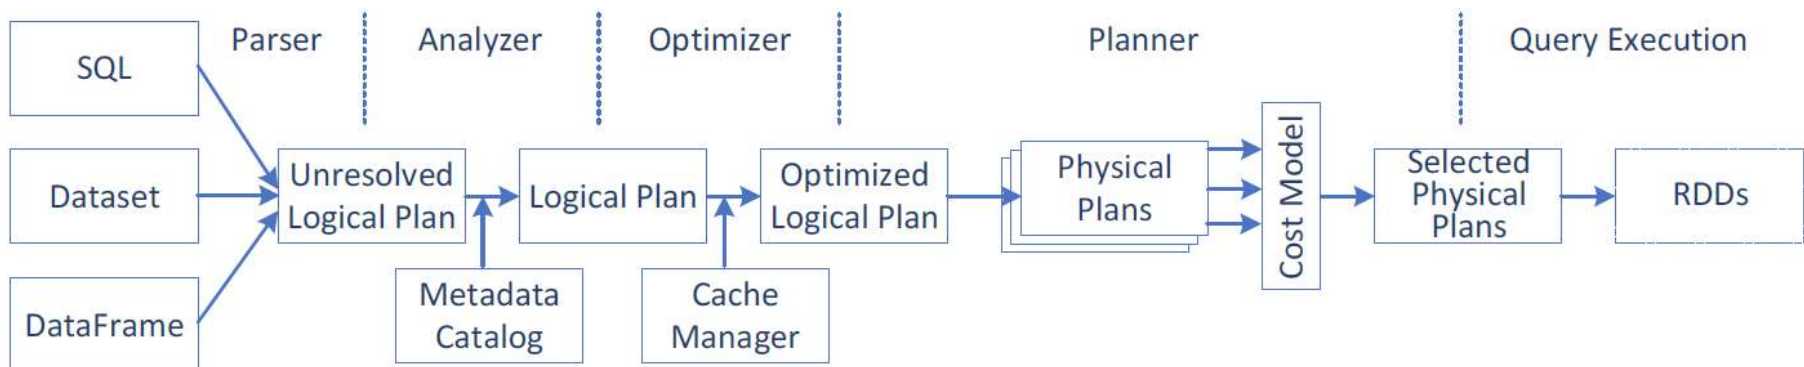 Parser
Analyzer
Optimizer
Planner
Query Execution
SQL
Dataset
DataFrame
Unresolved
Logical Plan
Metadata
Catalog
Logical Plan
Cache
Manager
Optimized
Logical Plan
Physical
Plans
Cost Model
Selected
Physical
Plans
RDDs